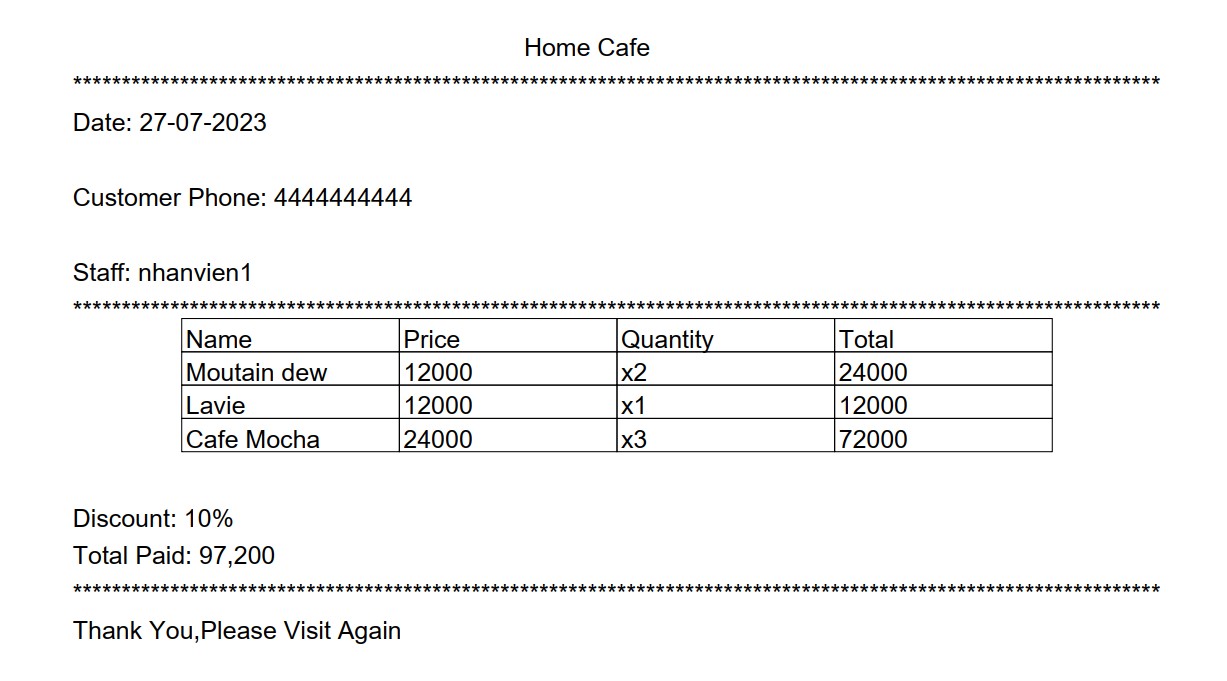 Home Cafe
****************************************************************************************************************
Date: 27-07-2023
Customer Phone: 4444444444
Staff: nhanvien1
****************************************************************************************************************
Name Price Quantity Total
Moutain dew 12000 x2 24000
Lavie 12000 x1 12000
Cafe Mocha 24000 x3 72000
Discount: 10%
Total Paid: 97,200
****************************************************************************************************************
Thank You,Please Visit Again